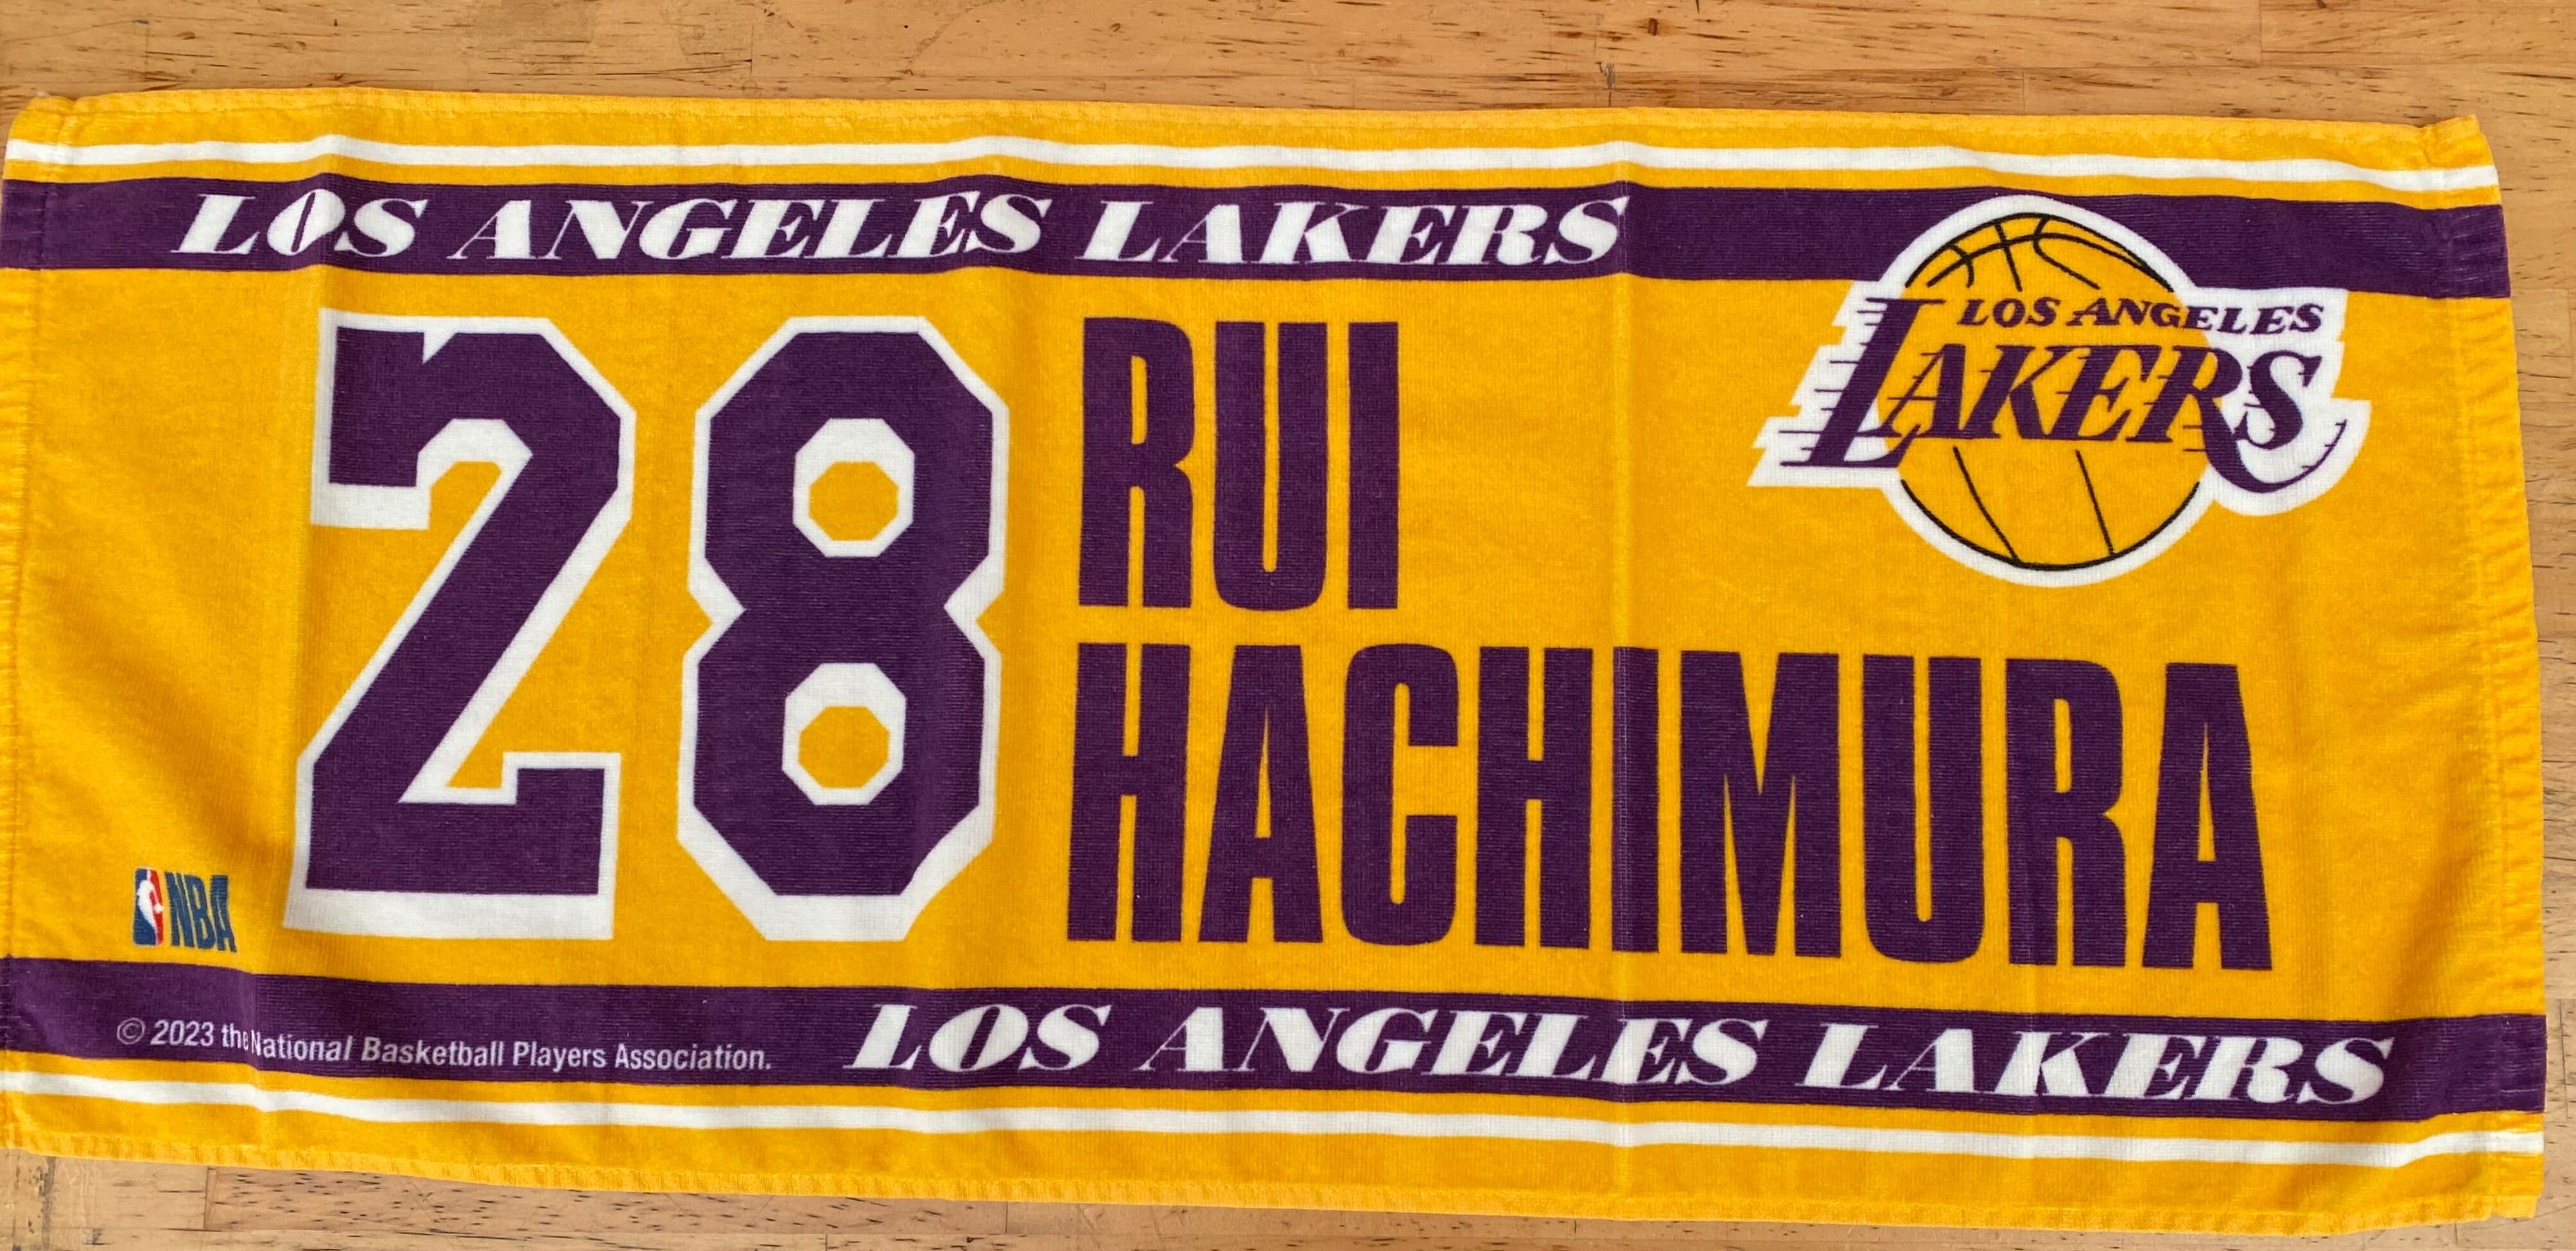 LOS ANGELES LAKERS
LOS ANGELES
LAKERS
28
RUI
HACHIMURA
NBA
© 2023 the National Basketball Players Association.
LOS ANGELES LAKERS